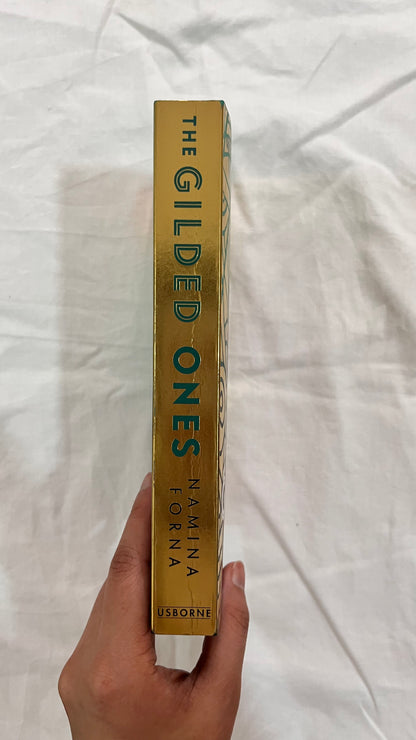 THE GILDED ONES
NAMINA
FORNA
USBORNE